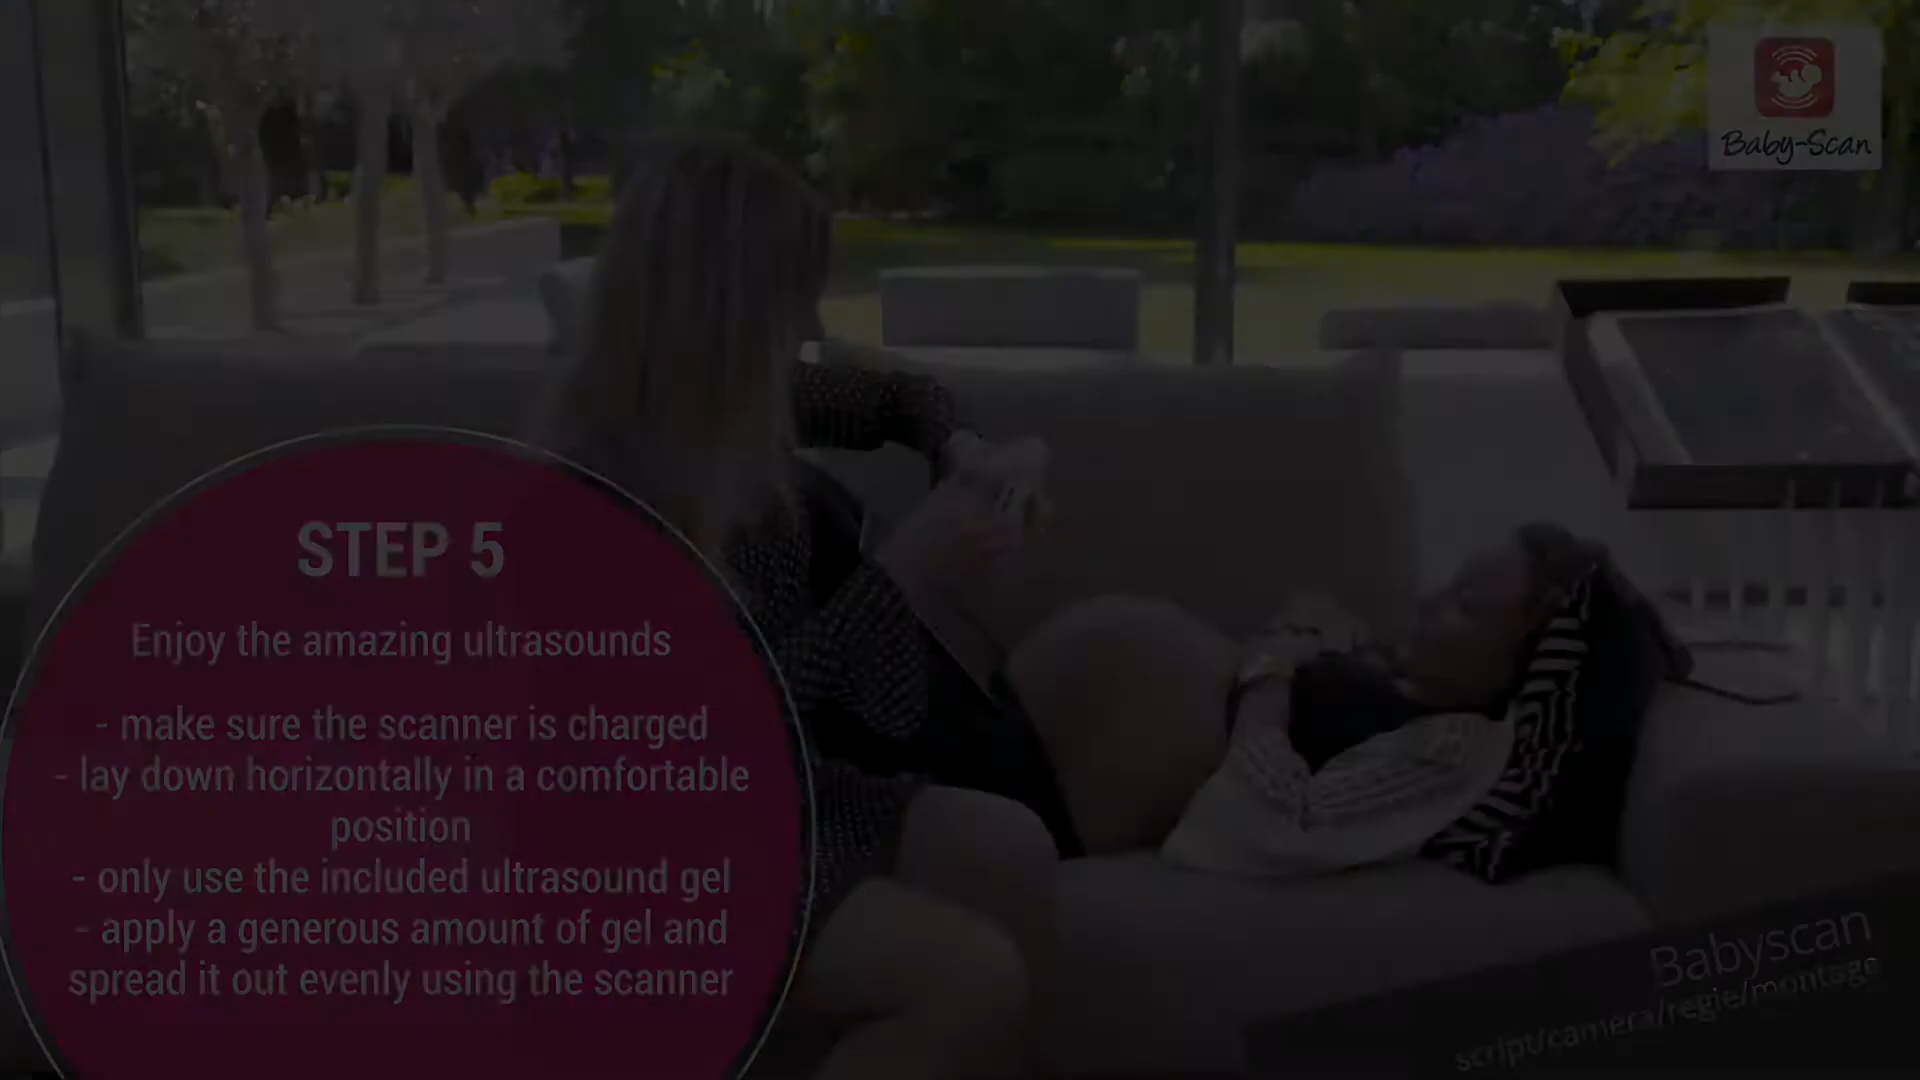 Baby-Scan
STEP 5
Enjoy the amazing ultrasounds
- make sure the scanner is charged
- lay down horizontally in a comfortable
position
- only use the included ultrasound gel
- apply a generous amount of gel and
spread it out evenly using the scanner
Babyscan
script/camera/regie/montage